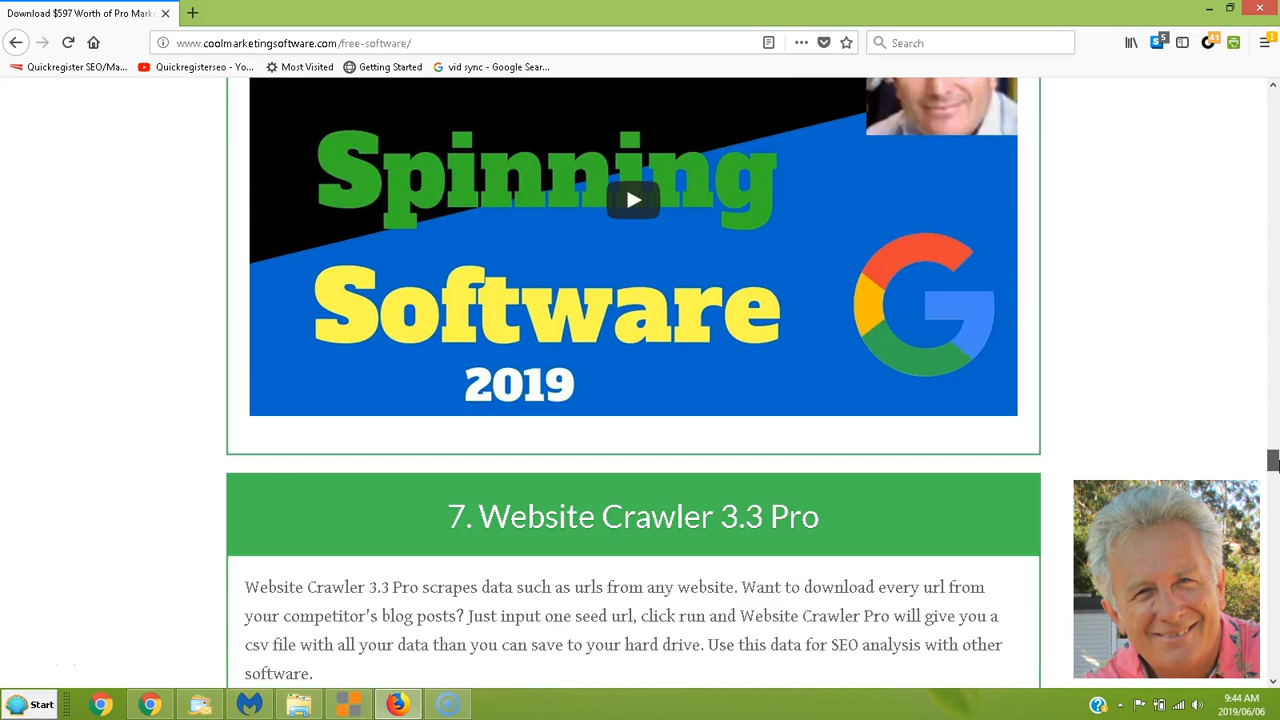 Download $597 Worth of Pro Mark
www.coolmarketingsoftware.com/free-software/
Search
5
41
1
Quickregister SEO/Ma...
Quickregisterseo - Yo...
Most Visited
Getting Started
vid sync - Google Sear...
Spinning
Software
2019
7. Website Crawler 3.3 Pro
Website Crawler 3.3 Pro scrapes data such as urls from any website. Want to download every url from
your competitor's blog posts? Just input one seed url, click run and Website Crawler Pro will give you a
csv file with all your data than you can save to your hard drive. Use this data for SEO analysis with other
software.
Start
9:44 AM
2019/06/06